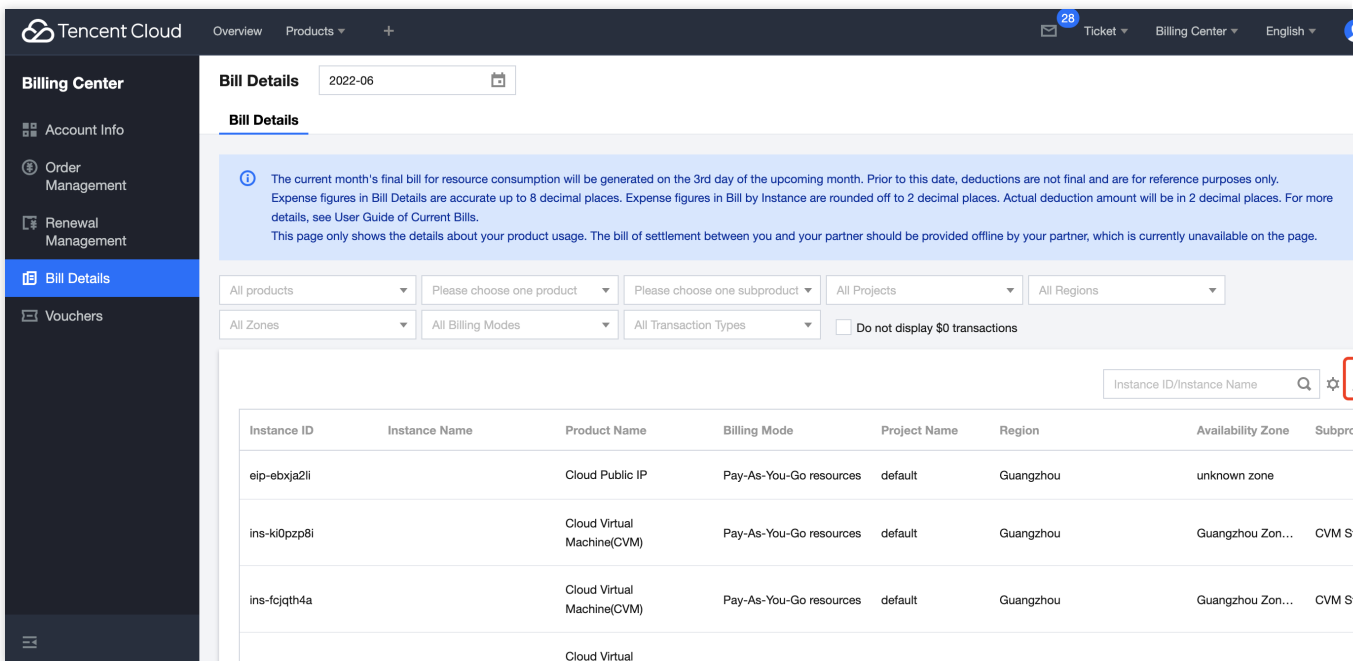 Tencent Cloud Overview Products + 28 Ticket Billing Center English
Billing Center
Account Info
Order
Management
Renewal
Management
Bill Details
Vouchers
Bill Details 2022-06
Bill Details
The current month's final bill for resource consumption will be generated on the 3rd day of the upcoming month. Prior to this date, deductions are not final and are for reference purposes only.
Expense figures in Bill Details are accurate up to 8 decimal places. Expense figures in Bill by Instance are rounded off to 2 decimal places. Actual deduction amount will be in 2 decimal places. For more
details, see User Guide of Current Bills.
This page only shows the details about your product usage. The bill of settlement between you and your partner should be provided offline by your partner, which is currently unavailable on the page.
All products Please choose one product Please choose one subproduct All Projects All Regions
All Zones All Billing Modes All Transaction Types Do not display $0 transactions
Instance ID/Instance Name
Instance ID Instance Name Product Name Billing Mode Project Name Region Availability Zone
eip-ebxja2li Cloud Public IP Pay-As-You-Go resources default Guangzhou unknown zone
Cloud Virtual
ins-ki0pzp8i Pay-As-You-Go resources default Guangzhou Guangzhou Zon... CVM
Machine(CVM)
Cloud Virtual
ins-fcjqth4a Pay-As-You-Go resources default Guangzhou Guangzhou Zon... CVM
Machine(CVM)
Cloud Virtual